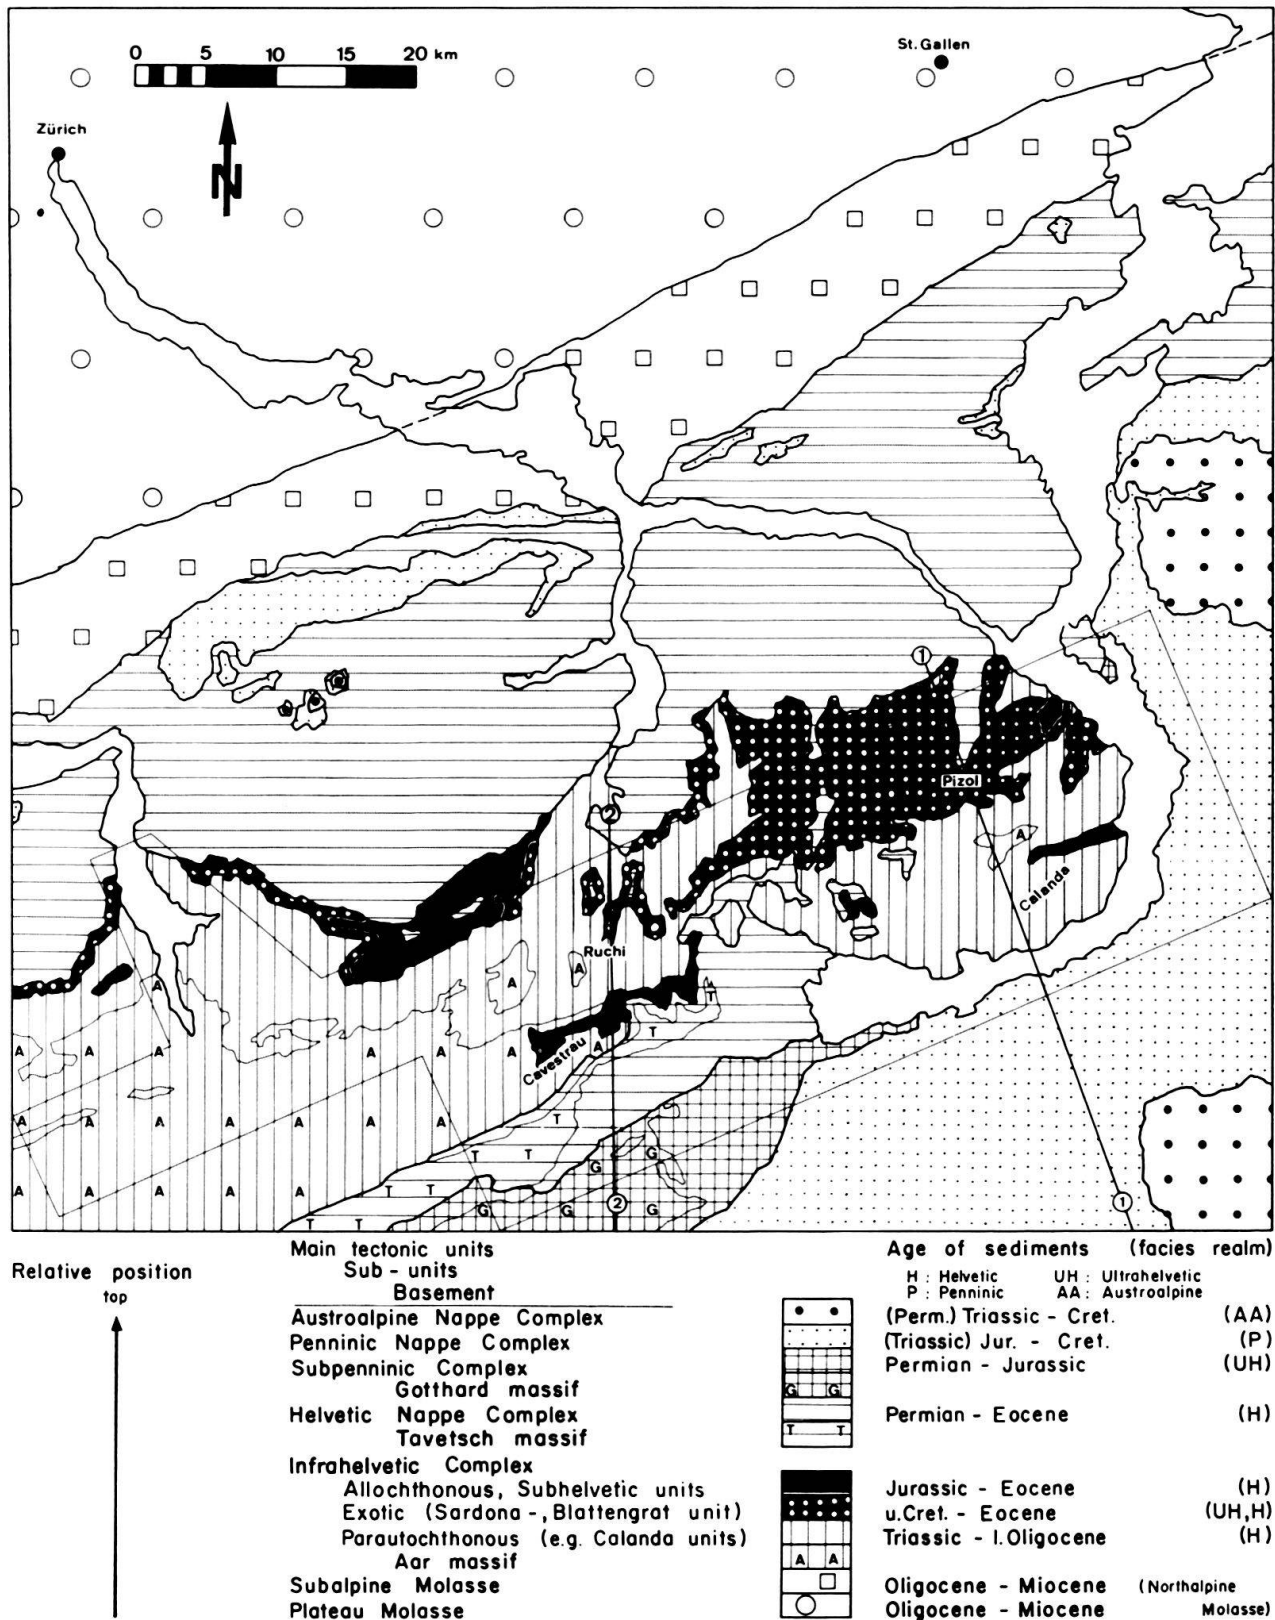 0 5 10 15 20 km
St. Gallen
Zürich
N
1
Pizol
2
A
Calanda
Ruchi
A
A
T
A
T
A
Cavestrau
A A A A A A
A A A A A A A T
T T G G
A A A A A T T
T T G G G
2
1
Main tectonic units
Sub - units
Basement
Relative position
top
Age of sediments (facies realm)
H : Helvetic UH : Ultrahelvetic
P : Penninic AA : Austroalpine
Austroalpine Nappe Complex (Perm.) Triassic - Cret. (AA)
Penninic Nappe Complex (Triassic) Jur. - Cret. (P)
Subpenninic Complex Permian - Jurassic (UH)
Gotthard massif G G
Helvetic Nappe Complex Permian - Eocene (H)
Tavetsch massif T T
Infrahelvetic Complex
Allochthonous, Subhelvetic units Jurassic - Eocene (H)
Exotic (Sardona -, Blattengrat unit) u.Cret. - Eocene (UH,H)
Parautochthonous (e.g. Calanda units) Triassic - l.Oligocene (H)
Aar massif A A
Subalpine Molasse Oligocene - Miocene (Northalpine
Plateau Molasse Oligocene - Miocene Molasse)